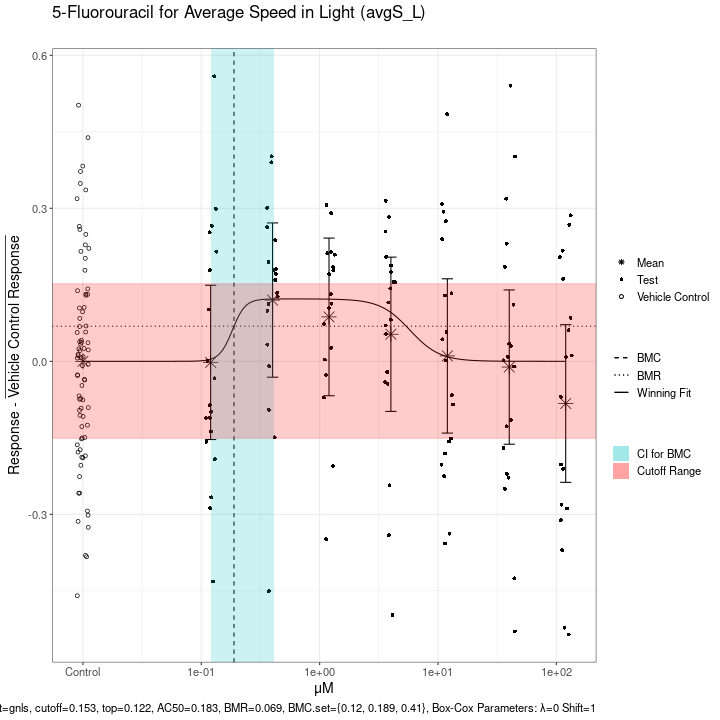 5-Fluorouracil for Average Speed in Light (avgS_L)
Response - Vehicle Control Response
0.6
0.3
0.0
-0.3
Control
1e-01
1e+00
1e+01
1e+02
μM
Mean
Test
Vehicle Control
BMC
BMR
Winning Fit
CI for BMC
Cutoff Range
t=gnls, cutoff=0.153, top=0.122, AC50=0.183, BMR=0.069, BMC.set={0.12, 0.189, 0.41}, Box-Cox Parameters: λ=0 Shift=1